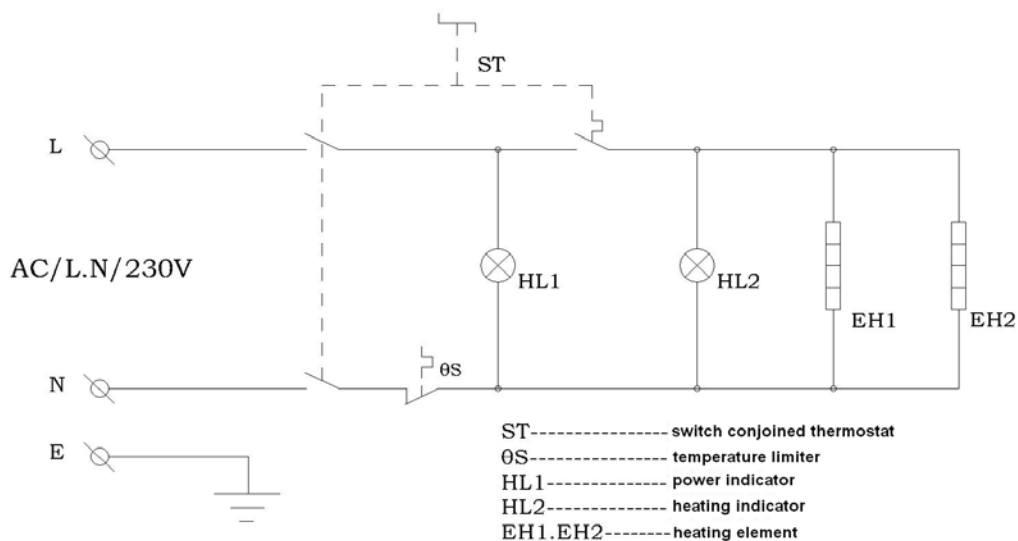 ST
L
AC/L.N/230V
HL1
HL2
EH1
EH2
N
θS
E
ST---------------------- switch conjoined thermostat
θS---------------------- temperature limiter
HL1-------------------- power indicator
HL2-------------------- heating indicator
EH1.EH2-------- heating element